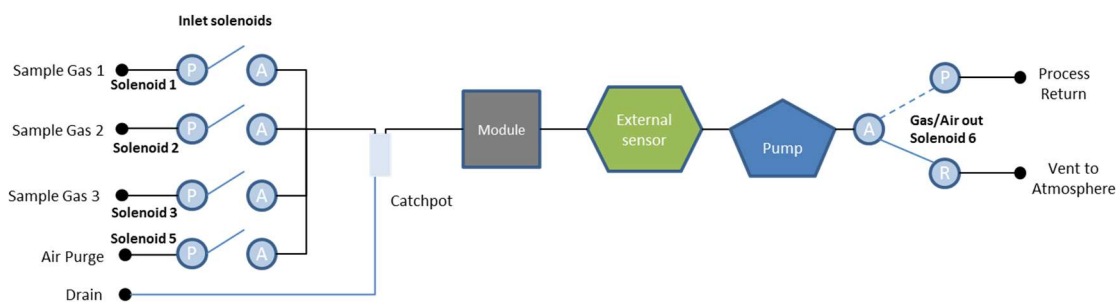 Inlet solenoids
Sample Gas 1
P
A
Solenoid 1
Sample Gas 2
P
A
Solenoid 2
Sample Gas 3
P
A
Solenoid 3
Solenoid 5
Air Purge
P
A
Drain
Catchpot
Module
External
sensor
Pump
A
P
Process
Return
Gas/Air out
Solenoid 6
R
Vent to
Atmosphere